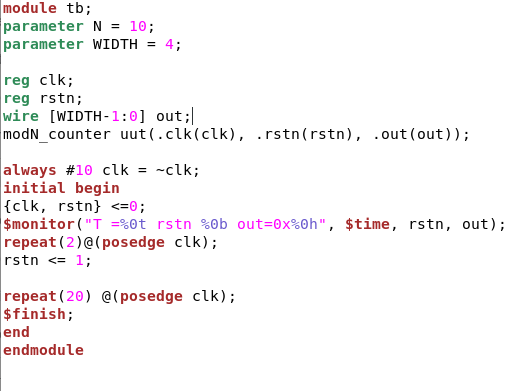 module tb;
parameter N = 10;
parameter WIDTH = 4;
reg clk;
reg rstn;
wire [WIDTH-1:0] out;
modN_counter uut(.clk(clk), .rstn(rstn), .out(out));
always #10 clk = ~clk;
initial begin
{clk, rstn} <=0;
$monitor("T =%0t rstn %0b out=0x%0h", $time, rstn, out);
repeat(2)@(posedge clk);
rstn <= 1;
repeat(20) @(posedge clk);
$finish;
end
endmodule